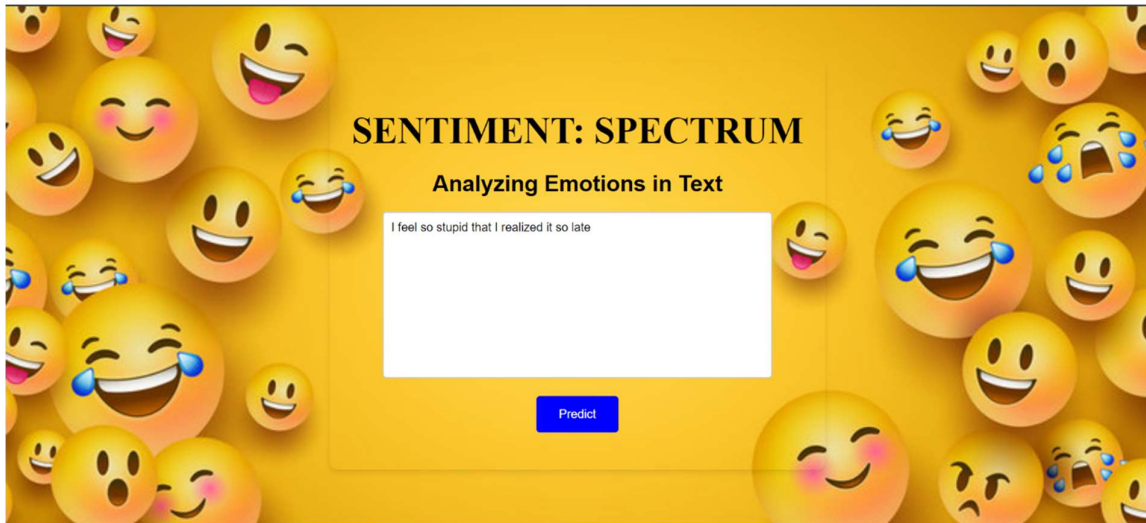 SENTIMENT: SPECTRUM
Analyzing Emotions in Text
I feel so stupid that I realized it so late
Predict